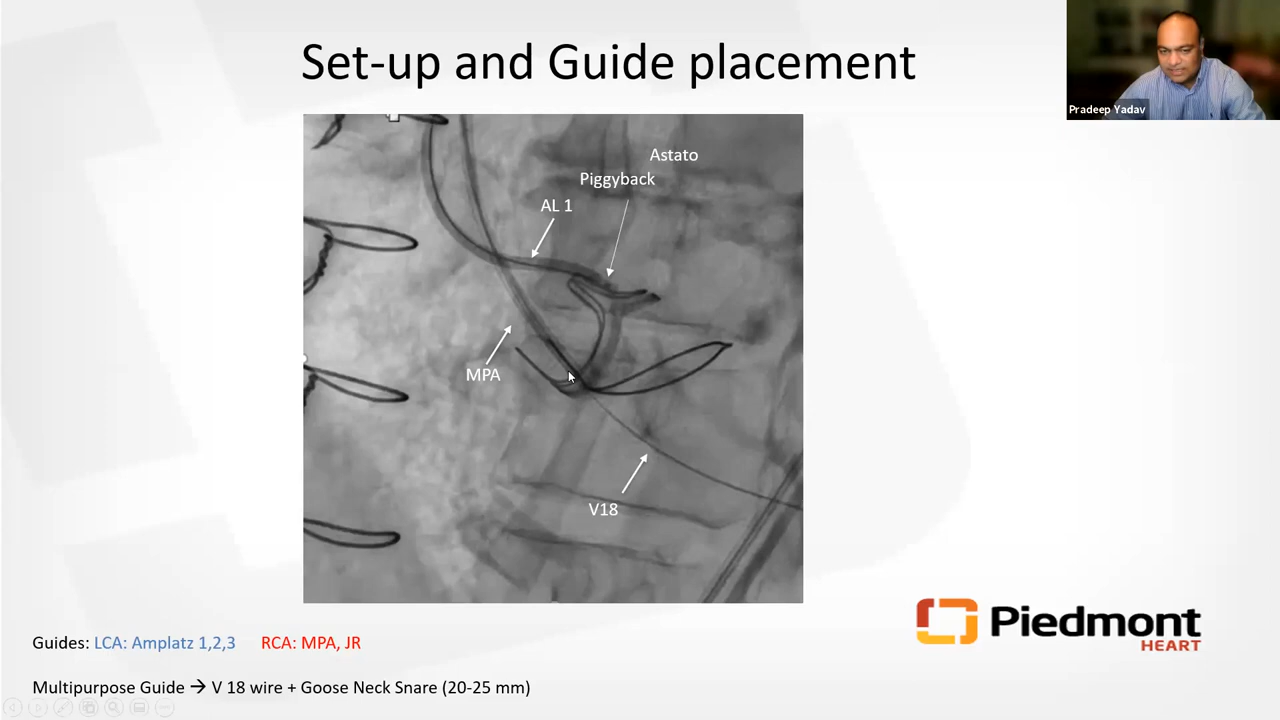 Set-up and Guide placement
Pradeep Yadav
Astato
Piggyback
AL 1
MPA
V18
Piedmont
HEART
Guides: LCA: Amplatz 1,2,3 RCA: MPA, JR
Multipurpose Guide → V 18 wire + Goose Neck Snare (20-25 mm)